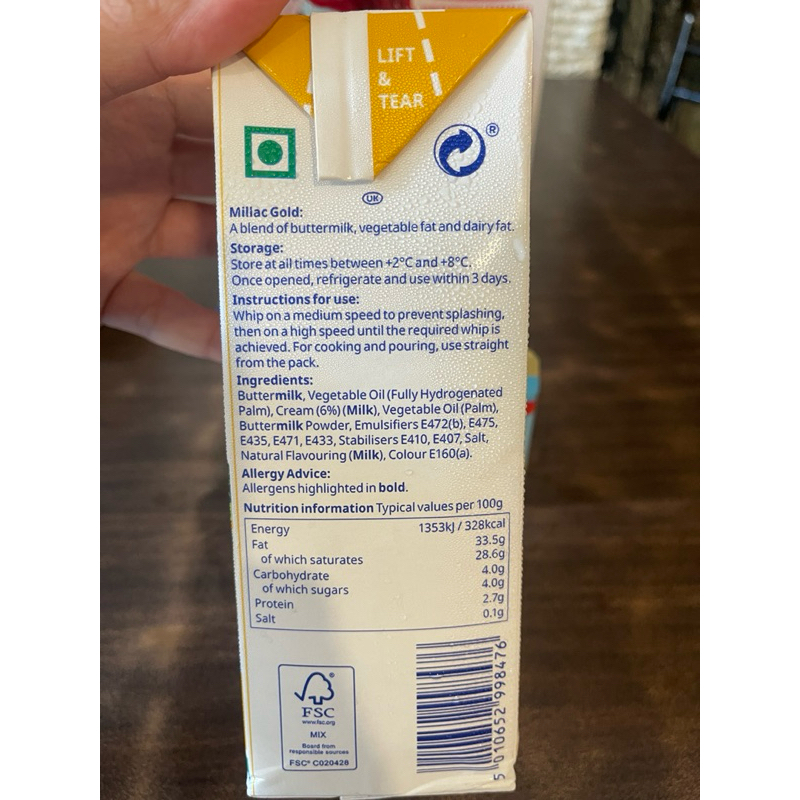 LIFT
&
TEAR
®
UK
Millac Gold:
A blend of buttermilk, vegetable fat and dairy fat.
Storage:
Store at all times between +2°C and +8°C.
Once opened, refrigerate and use within 3 days.
Instructions for use:
Whip on a medium speed to prevent splashing,
then on a high speed until the required whip is
achieved. For cooking and pouring, use straight
from the pack.
Ingredients:
Buttermilk, Vegetable Oil (Fully Hydrogenated
Palm), Cream (6%) (Milk), Vegetable Oil (Palm),
Buttermilk Powder, Emulsifiers E472(b), E475,
E435, E471, E433, Stabilisers E410, E407, Salt,
Natural Flavouring (Milk), Colour E160(a).
Allergy Advice:
Allergens highlighted in bold.
Nutrition information Typical values per 100g
Energy 1353kJ / 328kcal
Fat 33.5g
of which saturates 28.6g
Carbohydrate 4.0g
of which sugars 4.0g
Protein 2.7g
Salt 0.1g
®
FSC
www.fsc.org
MIX
Board from
responsible sources
FSC® C020428
5 010652 998476